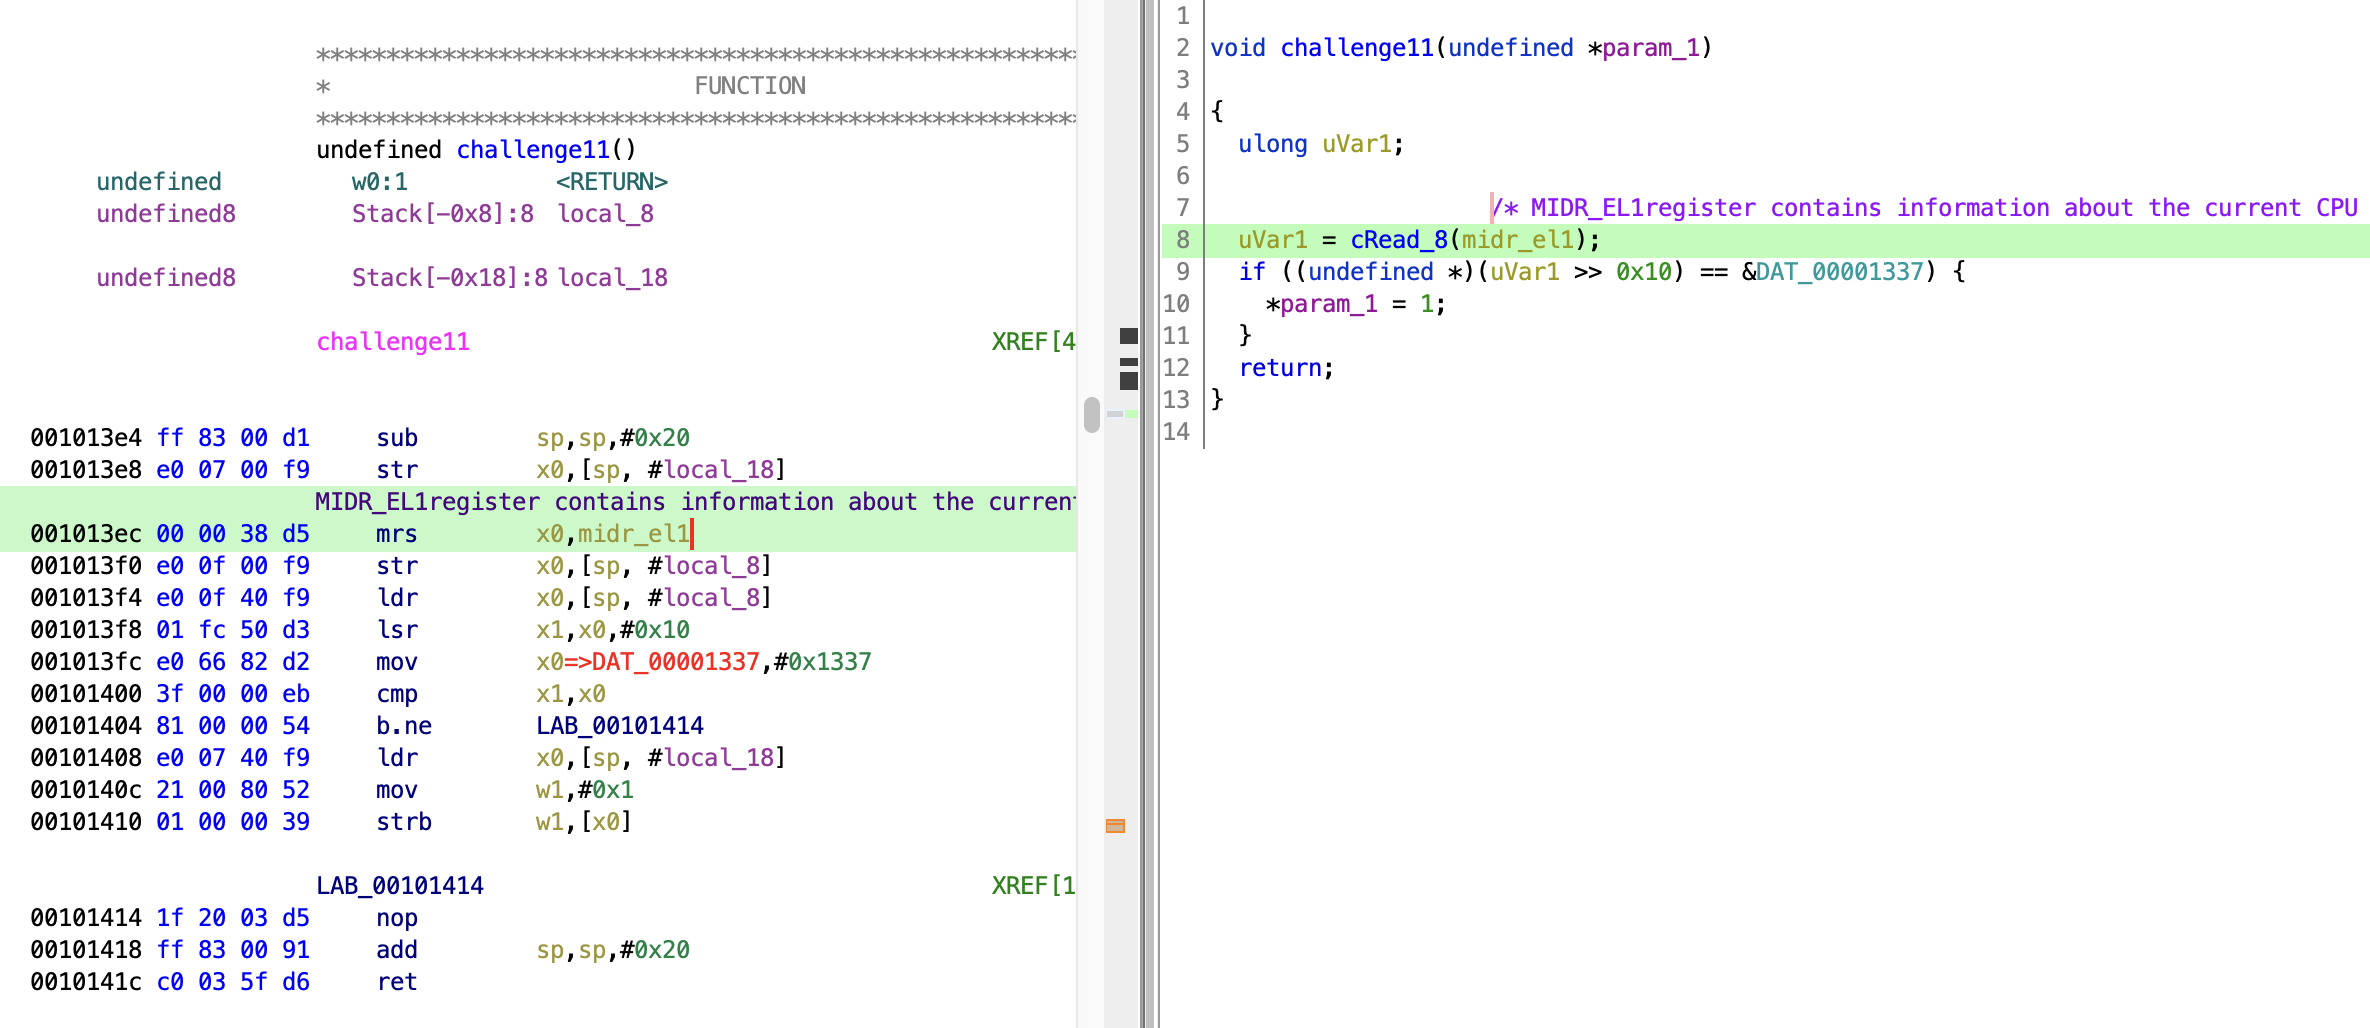 ************************************************************
* FUNCTION
************************************************************
undefined challenge11()
undefined w0:1 <RETURN>
undefined8 Stack[-0x8]:8 local_8
undefined8 Stack[-0x18]:8 local_18
challenge11 XREF[4
001013e4 ff 83 00 d1 sub sp,sp,#0x20
001013e8 e0 07 00 f9 str x0,[sp, #local_18]
MIDR_EL1register contains information about the current
001013ec 00 00 38 d5 mrs x0,midr_el1
001013f0 e0 0f 00 f9 str x0,[sp, #local_8]
001013f4 e0 0f 40 f9 ldr x0,[sp, #local_8]
001013f8 01 fc 50 d3 lsr x1,x0,#0x10
001013fc e0 66 82 d2 mov x0=>DAT_00001337,#0x1337
00101400 3f 00 00 eb cmp x1,x0
00101404 81 00 00 54 b.ne LAB_00101414
00101408 e0 07 40 f9 ldr x0,[sp, #local_18]
0010140c 21 00 80 52 mov w1,#0x1
00101410 01 00 00 39 strb w1,[x0]
LAB_00101414 XREF[1
00101414 1f 20 03 d5 nop
00101418 ff 83 00 91 add sp,sp,#0x20
0010141c c0 03 5f d6 ret
1
2 void challenge11(undefined *param_1)
3
4 {
5 ulong uVar1;
6
7 /* MIDR_EL1register contains information about the current CPU
8 uVar1 = cRead_8(midr_el1);
9 if ((undefined *)(uVar1 >> 0x10) == &DAT_00001337) {
10 *param_1 = 1;
11 }
12 return;
13 }
14